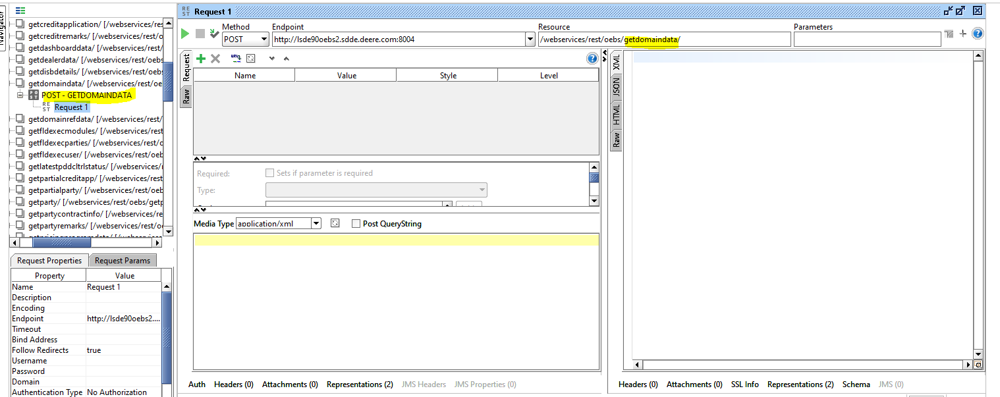 Navigator
getcreditapplication/ [/webservices/res
getcreditremarks/ [/webservices/rest/o
getdashboarddata/ [/webservices/rest/
getdealerdata/ [/webservices/rest/oebs
getdisbdetails/ [/webservices/rest/oebs
getdomaindata/ [/webservices/rest/oe
POST - GETDOMAINDATA
REST Request 1
getdomainrefdata/ [/webservices/rest/
getfldexecmodules/ [/webservices/rest
getfldexecparties/ [/webservices/rest/o
getfldexecuser/ [/webservices/rest/oeb
getlatestpddcltrlstatus/ [/webservices/r
getpartialcreditapp/ [/webservices/rest
getpartialparty/ [/webservices/rest/oeb
getparty/ [/webservices/rest/oebs/getp
getpartycontractinfo/ [/webservices/re
getpartyremarks/ [/webservices/rest/oe
Request Properties Request Params
Property Value
Name Request 1
Description
Encoding
Endpoint http://lsde90oebs2....
Timeout
Bind Address
Follow Redirects true
Username
Password
Domain
Authentication Type No Authorization
REST Request 1
Method Endpoint Resource Parameters
POST http://lsde90oebs2.sdde.deere.com:8004 /webservices/rest/oebs/getdomaindata/
Request
Raw
Name Value Style Level
Required: Sets if parameter is required
Type:
Media Type application/xml Post QueryString
Auth Headers (0) Attachments (0) Representations (2) JMS Headers JMS Properties (0)
XML
JSON
HTML
Raw
Headers (0) Attachments (0) SSL Info Representations (2) Schema JMS (0)